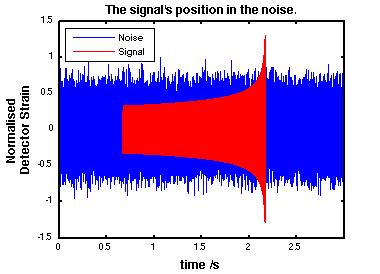 The signal's position in the noise.
1.5
Noise
Signal
1
0.5
0
-0.5
-1
-1.5
Normalised
Detector Strain
0 0.5 1 1.5 2 2.5
time /s